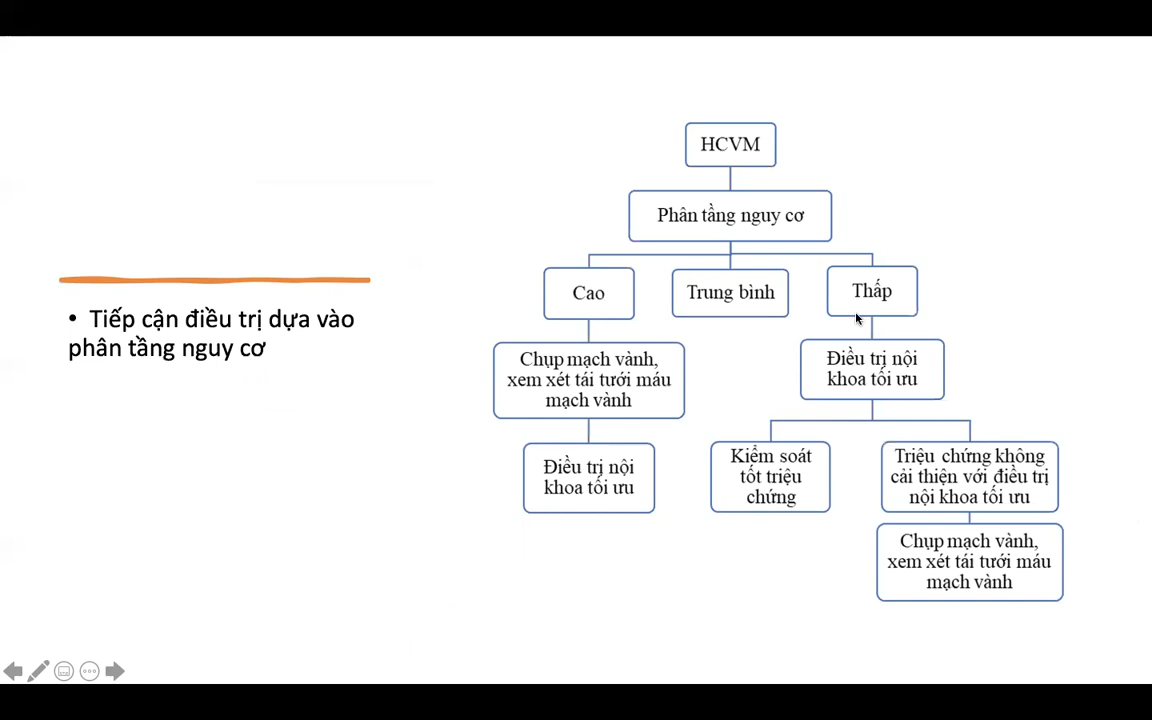 • Tiếp cận điều trị dựa vào
phân tầng nguy cơ
HCVM
Phân tầng nguy cơ
Cao
Trung bình
Thấp
Chụp mạch vành,
xem xét tái tưới máu
mạch vành
Điều trị nội
khoa tối ưu
Điều trị nội
khoa tối ưu
Kiểm soát
tốt triệu
chứng
Triệu chứng không
cải thiện với điều trị
nội khoa tối ưu
Chụp mạch vành,
xem xét tái tưới máu
mạch vành